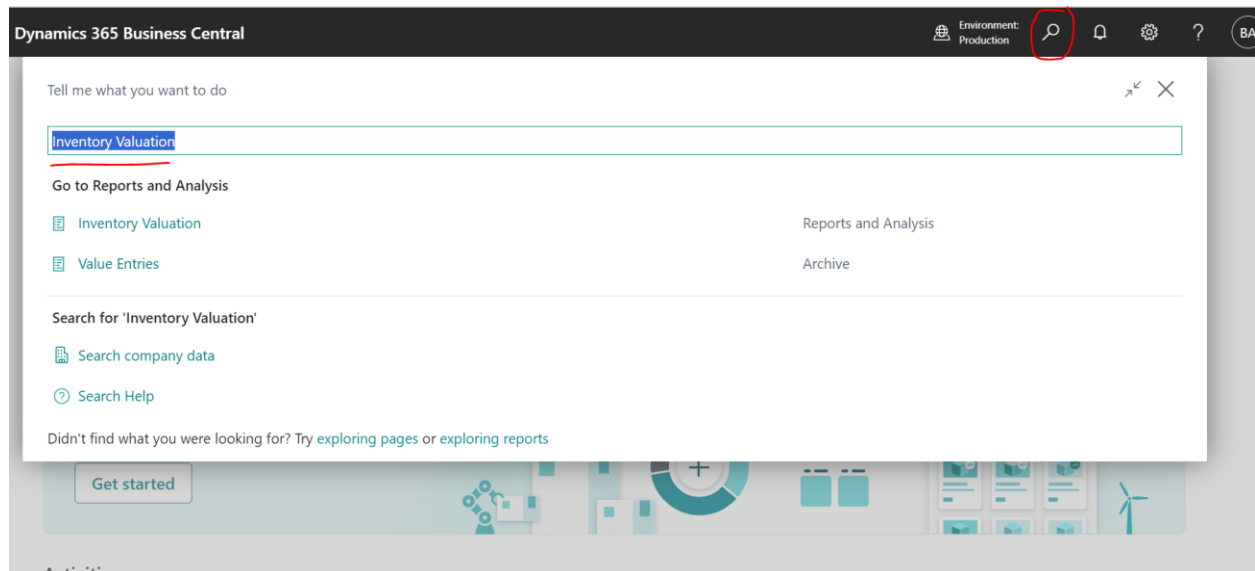 Dynamics 365 Business Central
Environment:
Production
?
BA
Tell me what you want to do
Inventory Valuation
Go to Reports and Analysis
Inventory Valuation Reports and Analysis
Value Entries Archive
Search for 'Inventory Valuation'
Search company data
Search Help
Didn't find what you were looking for? Try exploring pages or exploring reports
Get started